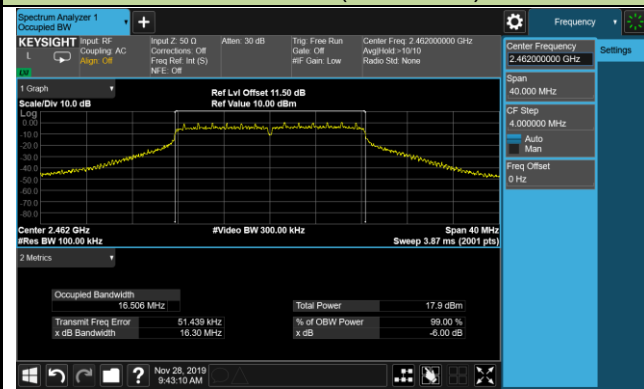 Spectrum Analyzer 1
Occupied BW
+
Frequency
KEYSIGHT
L
LV
Input: RF
Coupling: AC
Align: Off
Input Z: 50 Ω
Corrections: Off
Freq Ref: Int (S)
NFE: Off
Atten: 30 dB
Trig: Free Run
Gate: Off
#IF Gain: Low
Center Freq: 2.462000000 GHz
Avg|Hold:>10/10
Radio Std: None
Center Frequency
2.462000000 GHz
Settings
Span
40.000 MHz
CF Step
4.000000 MHz
Auto
Man
Freq Offset
0 Hz
1 Graph
Scale/Div 10.0 dB
Ref Lvl Offset 11.50 dB
Ref Value 10.00 dBm
Log
0.00
-10.0
-20.0
-30.0
-40.0
-50.0
-60.0
-70.0
-80.0
Center 2.462 GHz
#Video BW 300.00 kHz
Span 40 MHz
#Res BW 100.00 kHz
Sweep 3.87 ms (2001 pts)
2 Metrics
Occupied Bandwidth
16.506 MHz
Total Power 17.9 dBm
Transmit Freq Error 51.439 kHz
% of OBW Power 99.00 %
x dB Bandwidth 16.30 MHz
x dB -6.00 dB
?
Nov 28, 2019
9:43:10 AM